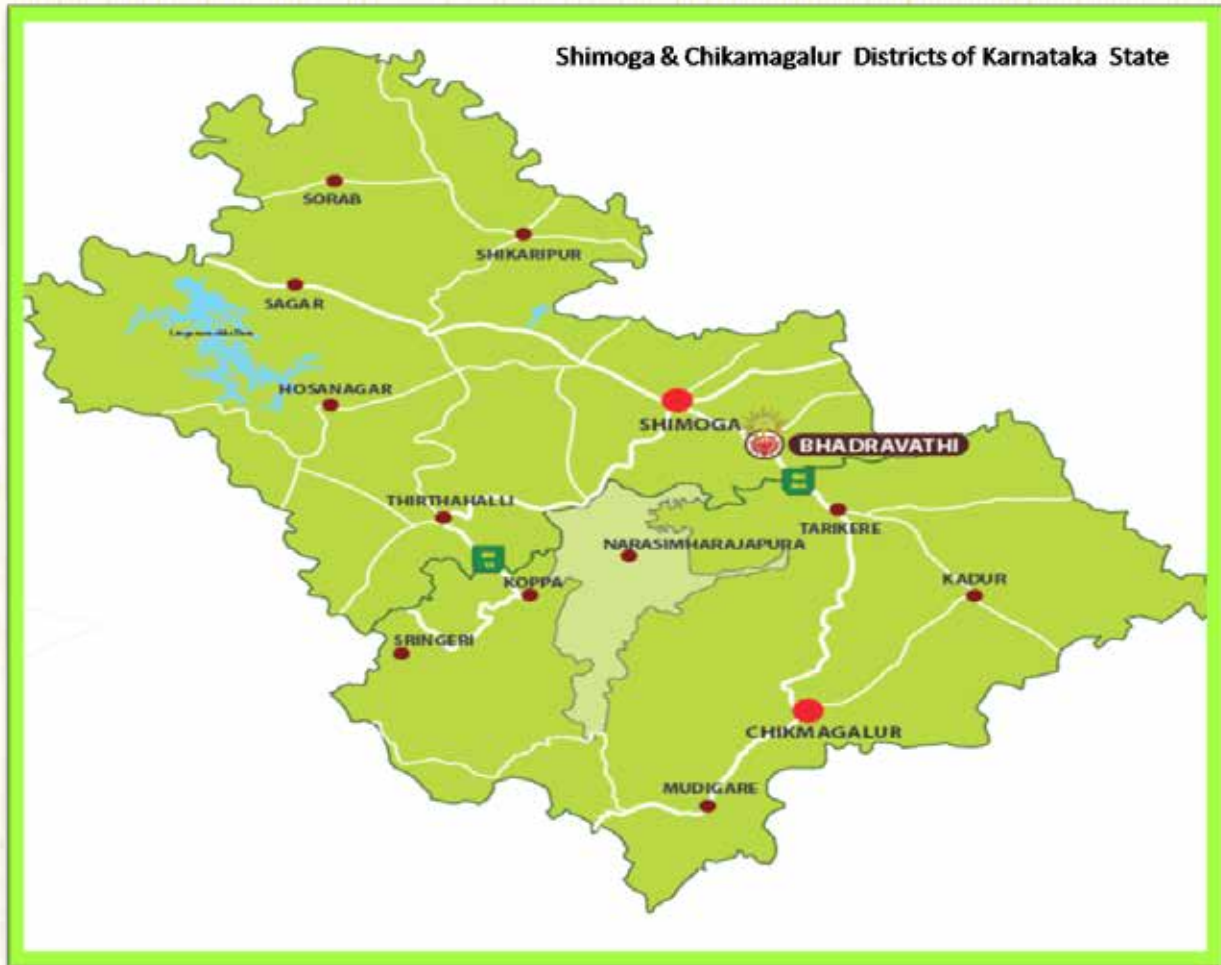 Shimoga & Chikamagalur Districts of Karnataka State
SORAB
SHIKARIPUR
SAGAR
HOSANAGAR
SHIMOGA
BHADRAVATHI
THIRTHAHALLI
TARIKERE
NARASIMHARAJAPURA
KOPPA
KADUR
SRINGERI
CHIKMAGALUR
MUDIGARE